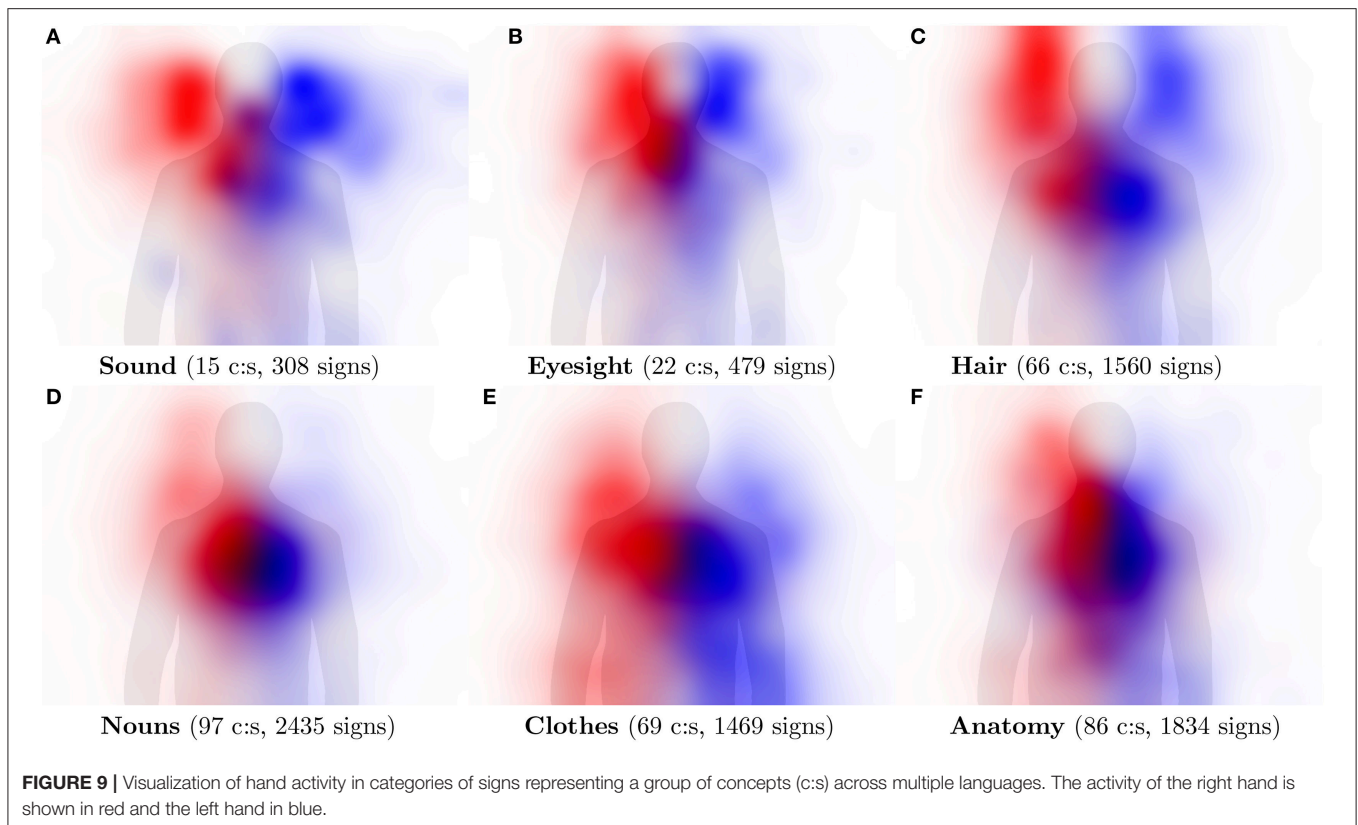 A
B
C
Sound (15 c:s, 308 signs)
Eyesight (22 c:s, 479 signs)
Hair (66 c:s, 1560 signs)
D
E
F
Nouns (97 c:s, 2435 signs)
Clothes (69 c:s, 1469 signs)
Anatomy (86 c:s, 1834 signs)
FIGURE 9 | Visualization of hand activity in categories of signs representing a group of concepts (c:s) across multiple languages. The activity of the right hand is
shown in red and the left hand in blue.